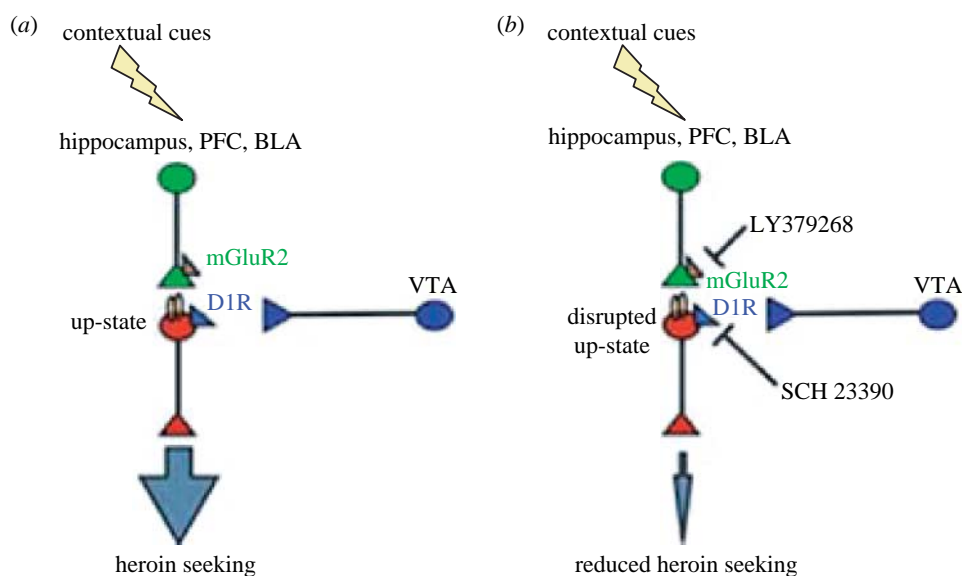 (a)
contextual cues
hippocampus, PFC, BLA
mGluR2
D1R
VTA
up-state
heroin seeking
(b)
contextual cues
hippocampus, PFC, BLA
LY379268
mGluR2
D1R
VTA
disrupted
up-state
SCH 23390
reduced heroin seeking